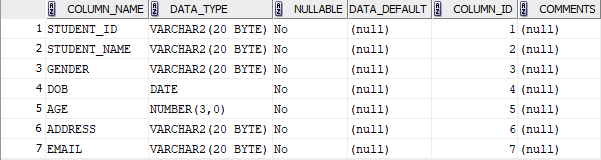 COLUMN_NAME DATA_TYPE NULLABLE DATA_DEFAULT COLUMN_ID COMMENTS
1 STUDENT_ID VARCHAR2(20 BYTE) No (null) 1 (null)
2 STUDENT_NAME VARCHAR2(20 BYTE) No (null) 2 (null)
3 GENDER VARCHAR2(20 BYTE) No (null) 3 (null)
4 DOB DATE No (null) 4 (null)
5 AGE NUMBER(3,0) No (null) 5 (null)
6 ADDRESS VARCHAR2(20 BYTE) No (null) 6 (null)
7 EMAIL VARCHAR2(20 BYTE) No (null) 7 (null)